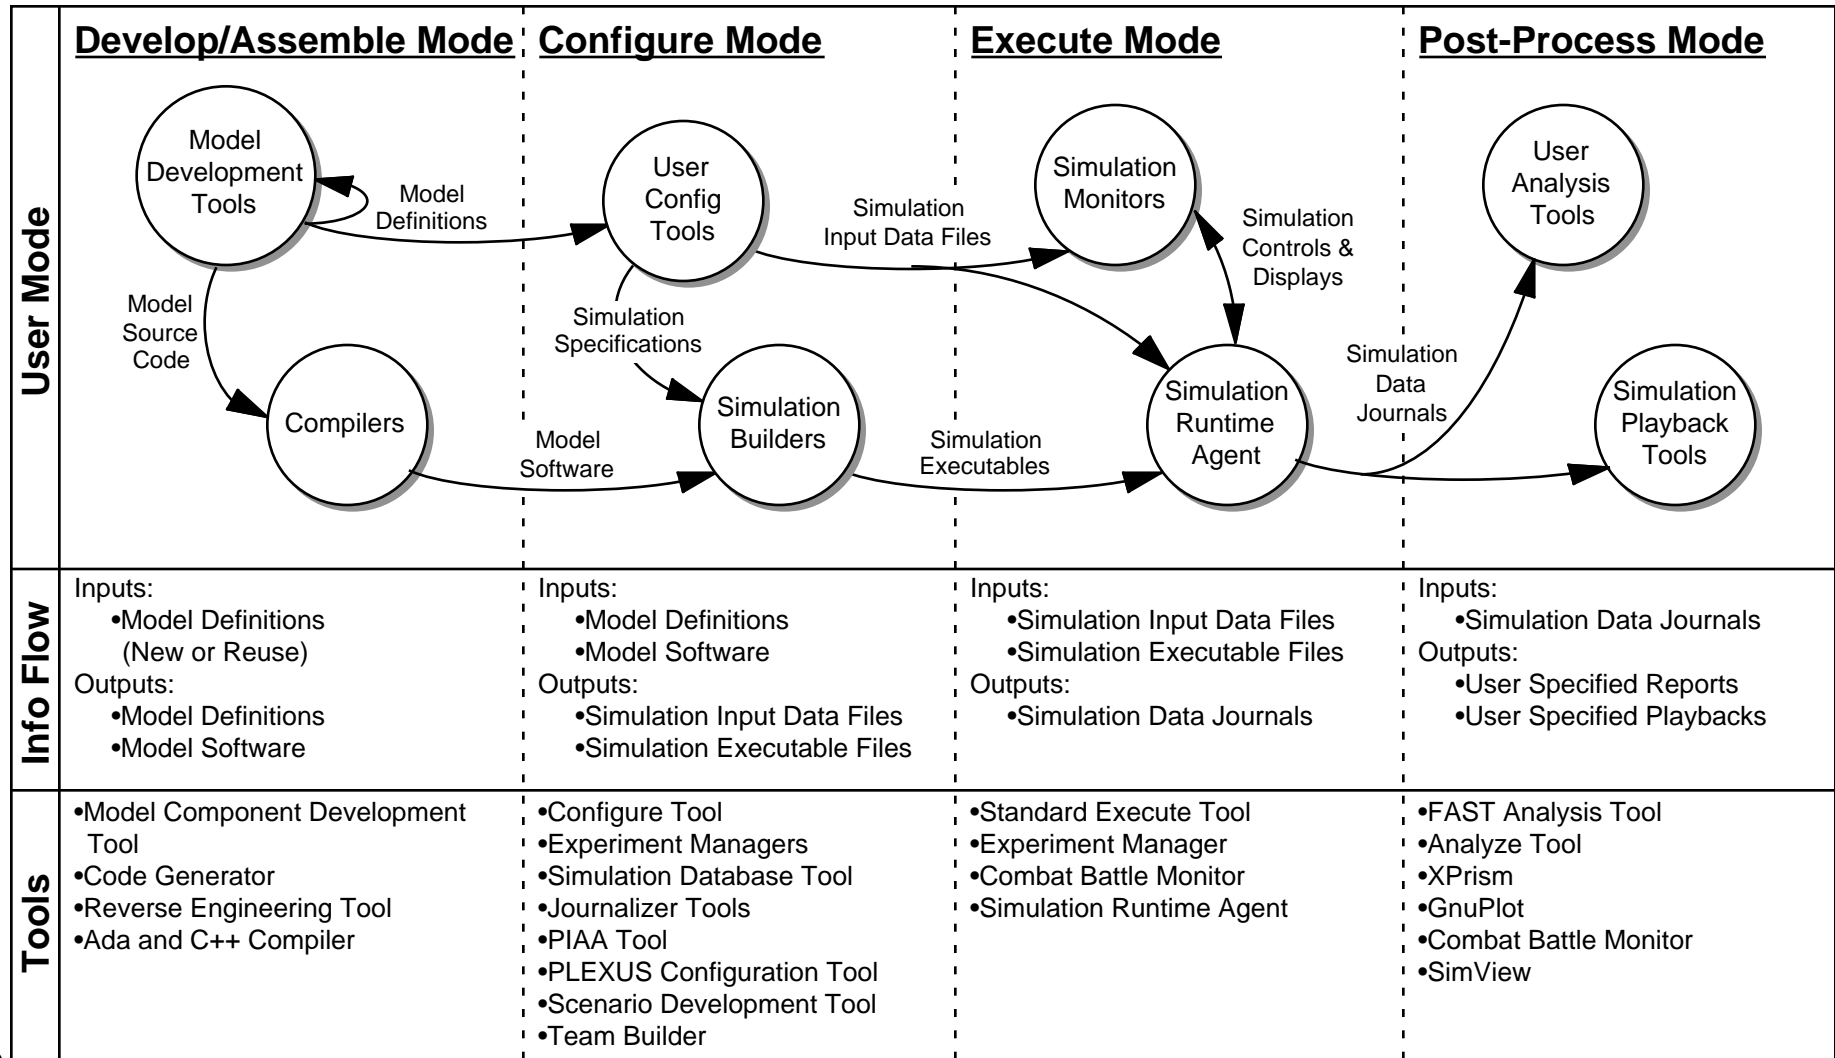 Develop/Assemble Mode
Configure Mode
Execute Mode
Post-Process Mode
User Mode
Model
Development
Tools
Model
Definitions
User
Config
Tools
Simulation
Input Data Files
Simulation
Monitors
Simulation
Controls &
Displays
User
Analysis
Tools
Model
Source
Code
Simulation
Specifications
Compilers
Model
Software
Simulation
Builders
Simulation
Executables
Simulation
Runtime
Agent
Simulation
Data
Journals
Simulation
Playback
Tools
Info Flow
Inputs:
•Model Definitions
(New or Reuse)
Outputs:
•Model Definitions
•Model Software
Inputs:
•Model Definitions
•Model Software
Outputs:
•Simulation Input Data Files
•Simulation Executable Files
Inputs:
•Simulation Input Data Files
•Simulation Executable Files
Outputs:
•Simulation Data Journals
Inputs:
•Simulation Data Journals
Outputs:
•User Specified Reports
•User Specified Playbacks
Tools
•Model Component Development
Tool
•Code Generator
•Reverse Engineering Tool
•Ada and C++ Compiler
•Configure Tool
•Experiment Managers
•Simulation Database Tool
•Journalizer Tools
•PIAA Tool
•PLEXUS Configuration Tool
•Scenario Development Tool
•Team Builder
•Standard Execute Tool
•Experiment Manager
•Combat Battle Monitor
•Simulation Runtime Agent
•FAST Analysis Tool
•Analyze Tool
•XPrism
•GnuPlot
•Combat Battle Monitor
•SimView